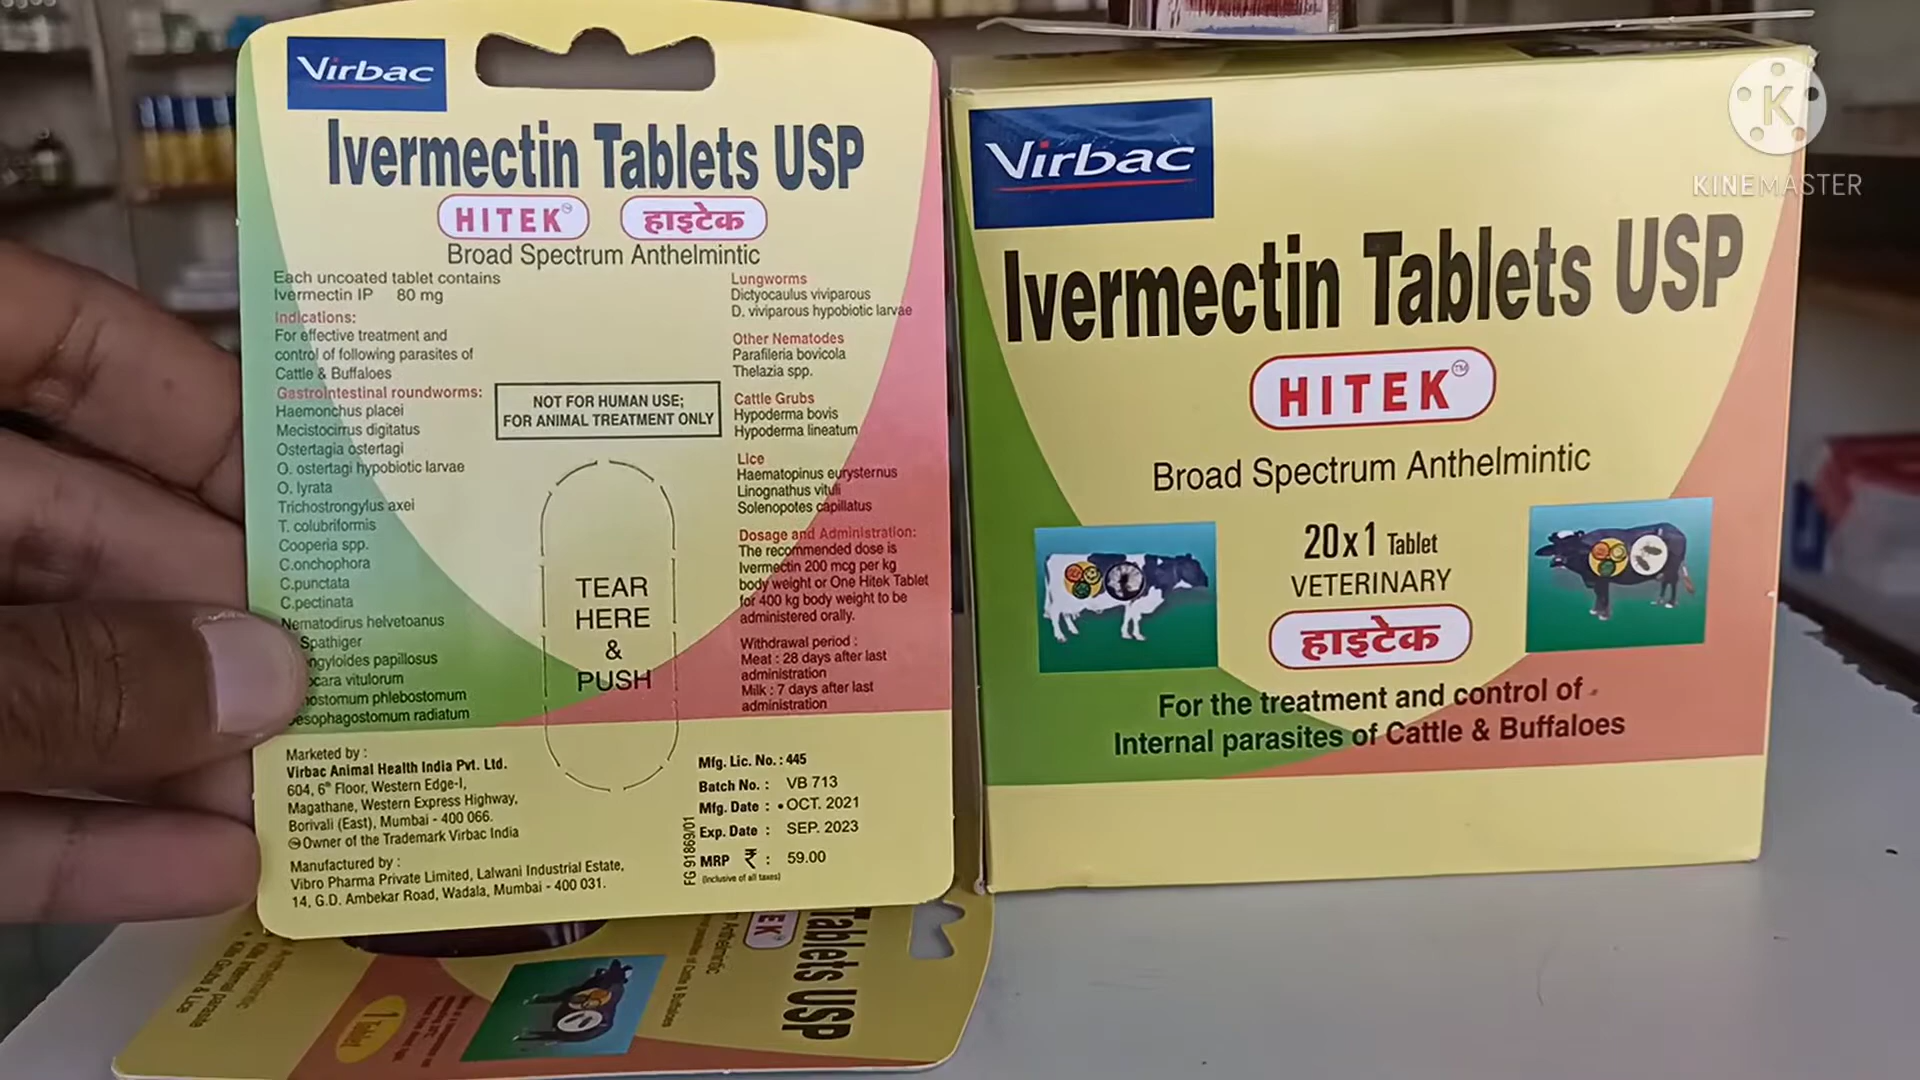 Virbac
Ivermectin Tablets USP
HITEK™ हाइटेक
Broad Spectrum Anthelmintic
Each uncoated tablet contains
Ivermectin IP 80 mg
Indications:
For effective treatment and
control of following parasites of
Cattle & Buffaloes
Gastrointestinal roundworms:
Haemonchus placei
Mecistocirrus digitatus
Ostertagia ostertagi
O. ostertagi hypobiotic larvae
O. lyrata
Trichostrongylus axei
T. colubriformis
Cooperia spp.
C.onchophora
C.punctata
C.pectinata
Nematodirus helvetoanus
Spathiger
papillosus
vitulorum
phlebostomum
radiatum
NOT FOR HUMAN USE;
FOR ANIMAL TREATMENT ONLY
TEAR
HERE
&
PUSH
Lungworms
Dictyocaulus viviparous
D. viviparous hypobiotic larvae
Other Nematodes
Parafileria bovicola
Thelazia spp.
Cattle Grubs
Hypoderma bovis
Hypoderma lineatum
Lice
Haematopinus eurysternus
Linognathus vituli
Solenopotes capillatus
Dosage and Administration:
The recommended dose is
Ivermectin 200 mcg per kg
body weight or One Hitek Tablet
for 400 kg body weight to be
administered orally.
Withdrawal period :
Meat : 28 days after last
administration
Milk : 7 days after last
administration
Marketed by :
Virbac Animal Health India Pvt. Ltd.
604, 6th Floor, Western Edge-I,
Magathane, Western Express Highway,
Borivali (East), Mumbai - 400 066.
Owner of the Trademark Virbac India
Manufactured by :
Vibro Pharma Private Limited, Lalwani Industrial Estate,
14, G.D. Ambekar Road, Wadala, Mumbai - 400 031.
FG 91869/01
Mfg. Lic. No. : 445
Batch No. : VB 713
Mfg. Date : OCT. 2021
Exp. Date : SEP. 2023
MRP ₹ : 59.00
(Inclusive of all taxes)
Virbac
Ivermectin Tablets USP
HITEK™
Broad Spectrum Anthelmintic
20x1 Tablet
VETERINARY
हाइटेक
For the treatment and control of
Internal parasites of Cattle & Buffaloes
K
KINEMASTER
Tablets USP
1 Tablet